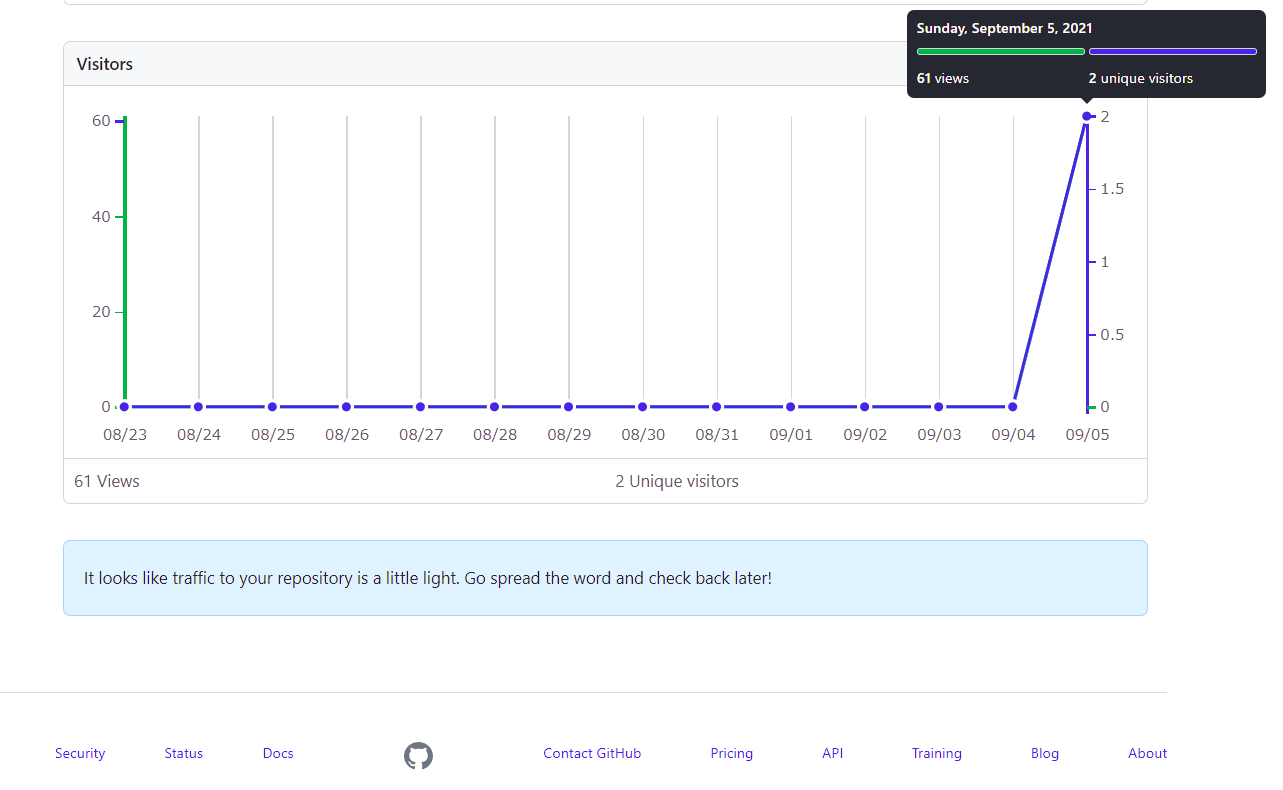 Sunday, September 5, 2021
61 views 2 unique visitors
Visitors
60
40
20
0
2
1.5
1
0.5
0
08/23 08/24 08/25 08/26 08/27 08/28 08/29 08/30 08/31 09/01 09/02 09/03 09/04 09/05
61 Views 2 Unique visitors
It looks like traffic to your repository is a little light. Go spread the word and check back later!
Security Status Docs Contact GitHub Pricing API Training Blog About